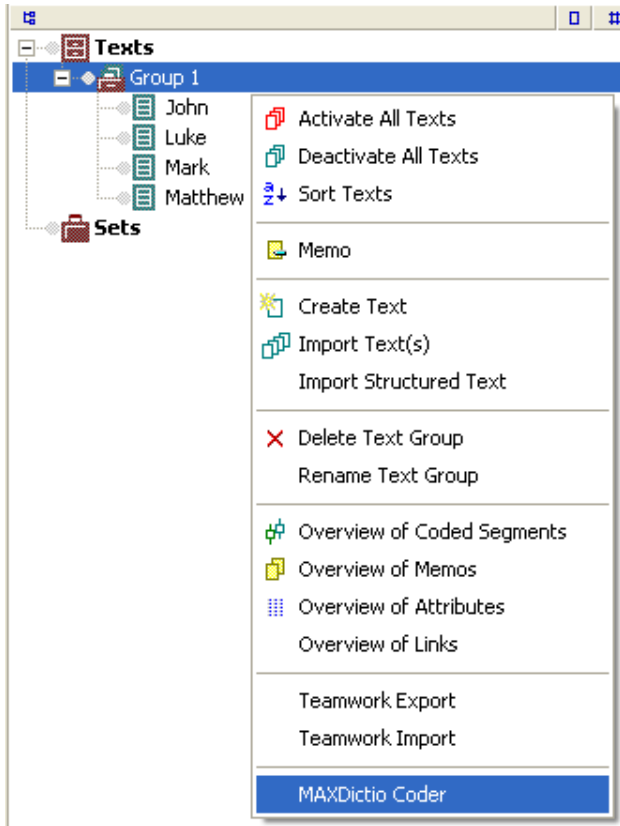 Texts
Group 1
John
Luke
Mark
Matthew
Sets
Activate All Texts
Deactivate All Texts
Sort Texts
Memo
Create Text
Import Text(s)
Import Structured Text
Delete Text Group
Rename Text Group
Overview of Coded Segments
Overview of Memos
Overview of Attributes
Overview of Links
Teamwork Export
Teamwork Import
MAXDictio Coder